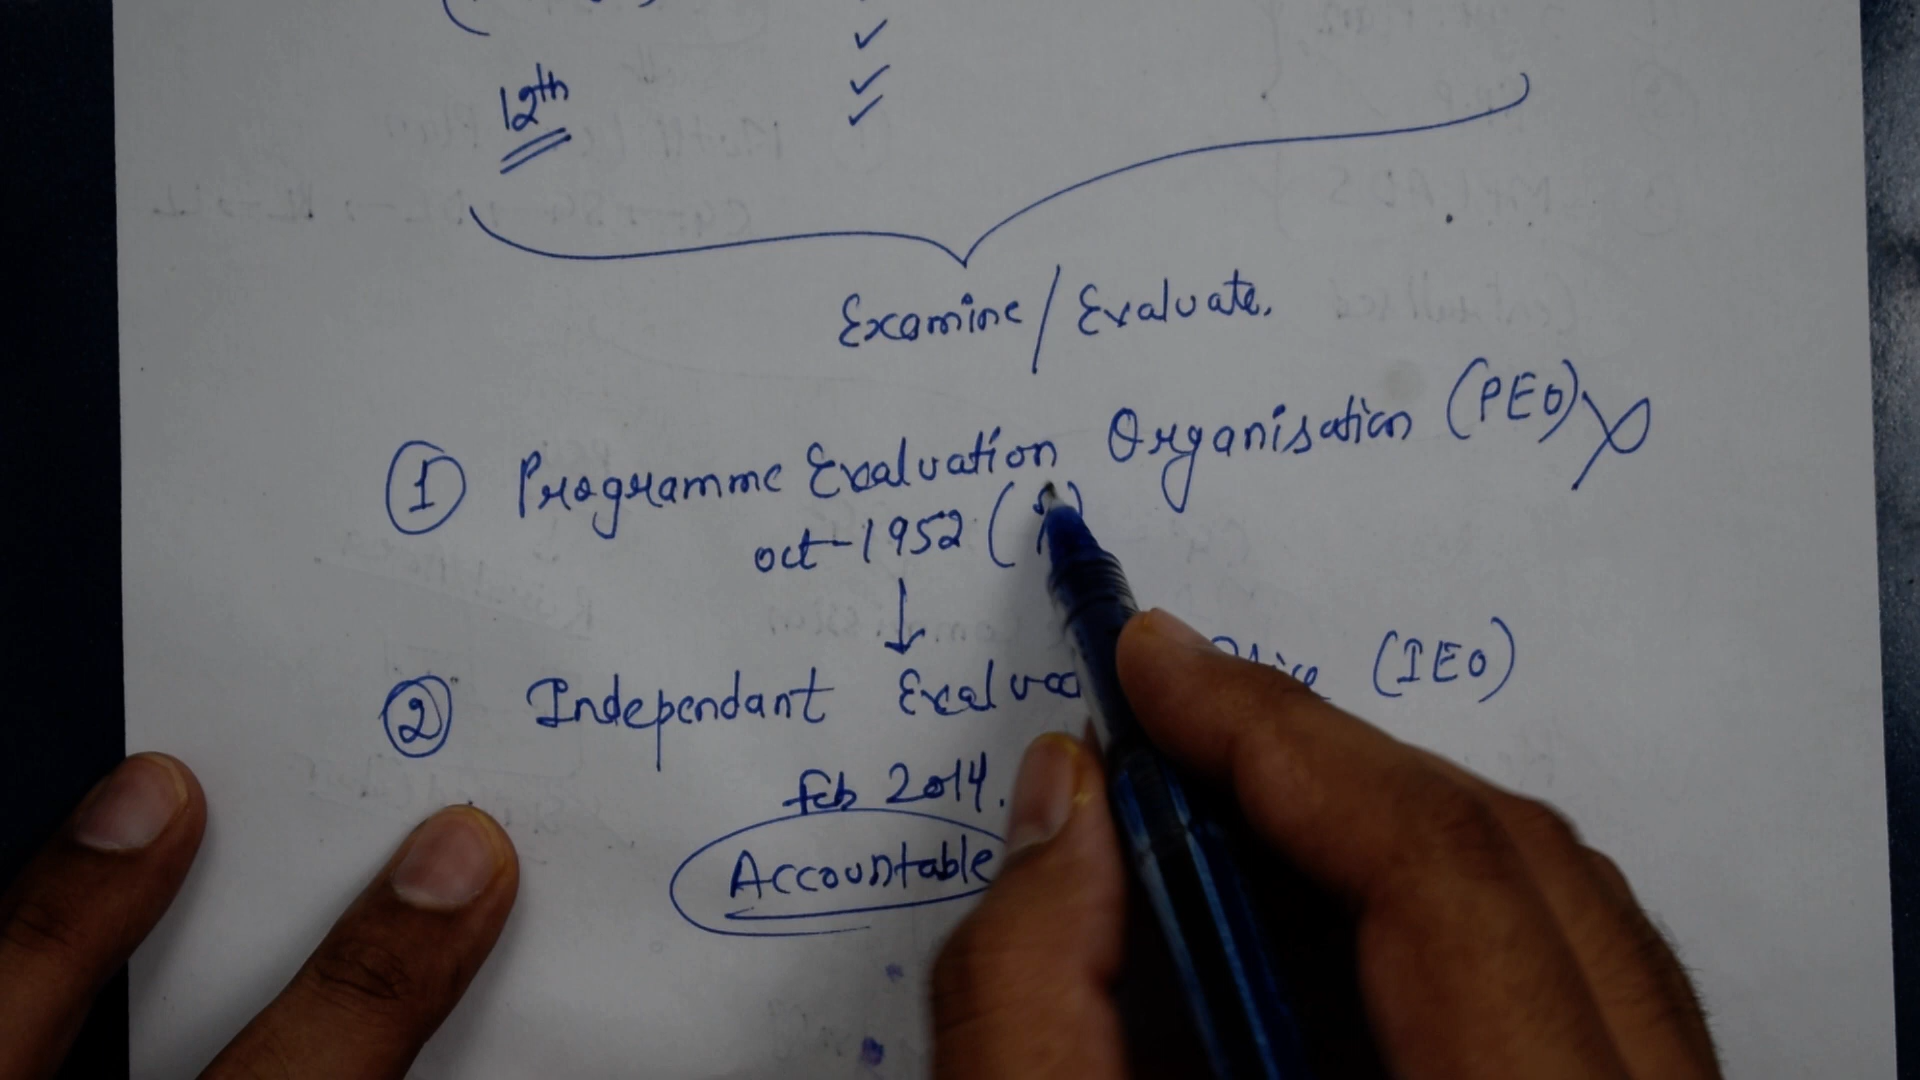 12th
Examine / Evaluate.
1 Programme Evaluation Organisation (PEO)
oct-1952
2 Independant (IEO)
feb 2014.
Accountable